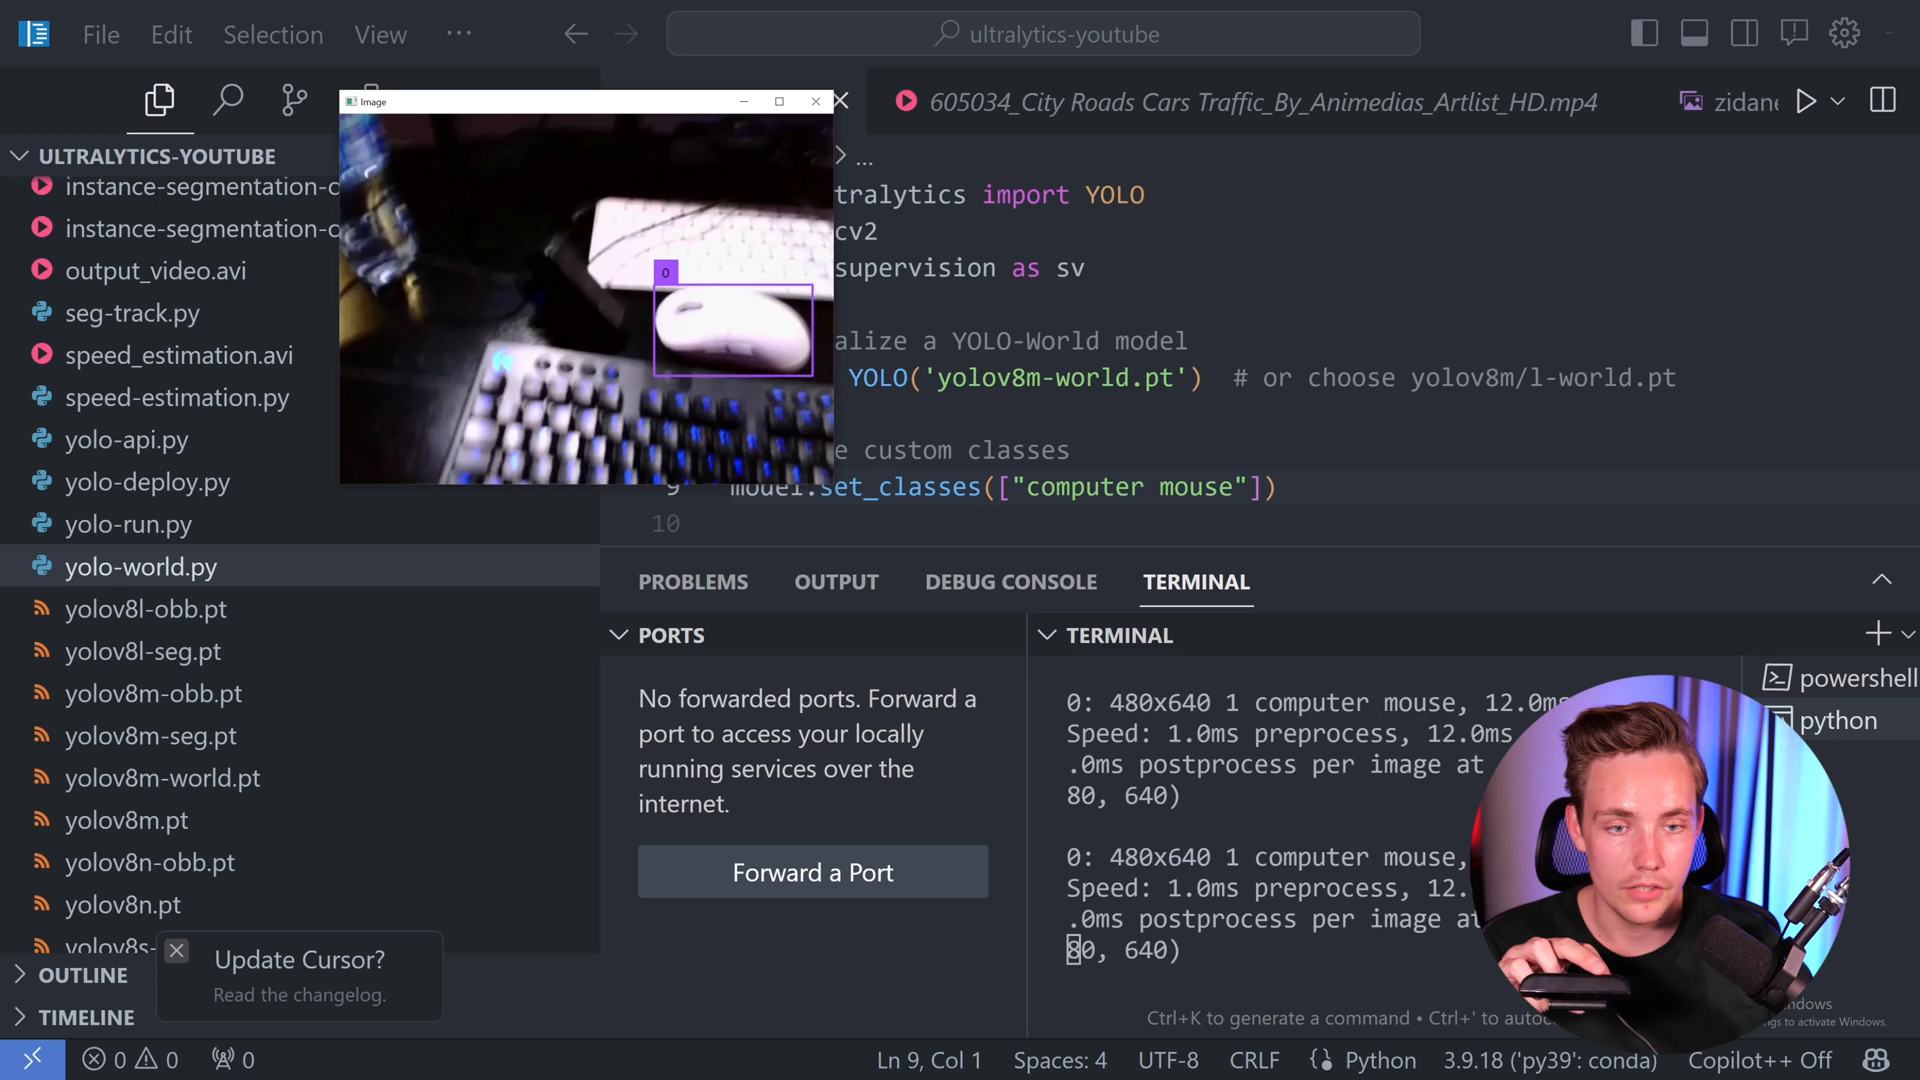 File Edit Selection View ···
ultralytics-youtube
Image
605034_City Roads Cars Traffic_By_Animedias_Artlist_HD.mp4
zidane
ULTRALYTICS-YOUTUBE
instance-segmentation-o
instance-segmentation-o
output_video.avi
seg-track.py
speed_estimation.avi
speed-estimation.py
yolo-api.py
yolo-deploy.py
yolo-run.py
yolo-world.py
yolov8l-obb.pt
yolov8l-seg.pt
yolov8m-obb.pt
yolov8m-seg.pt
yolov8m-world.pt
yolov8m.pt
yolov8n-obb.pt
yolov8n.pt
yolov8s-
OUTLINE
TIMELINE
Update Cursor?
Read the changelog.
0
...
tralytics import YOLO
cv2
supervision as sv
alize a YOLO-World model
YOLO('yolov8m-world.pt') # or choose yolov8m/l-world.pt
e custom classes
9 model.set_classes(["computer mouse"])
10
PROBLEMS OUTPUT DEBUG CONSOLE TERMINAL
PORTS
No forwarded ports. Forward a
port to access your locally
running services over the
internet.
Forward a Port
TERMINAL
0: 480x640 1 computer mouse, 12.0ms
Speed: 1.0ms preprocess, 12.0ms
.0ms postprocess per image at
80, 640)
0: 480x640 1 computer mouse,
Speed: 1.0ms preprocess, 12.
.0ms postprocess per image at
80, 640)
Ctrl+K to generate a command • Ctrl+' to autoc
powershell
python
ndows
ngs to activate Windows.
0 0 0
Ln 9, Col 1 Spaces: 4 UTF-8 CRLF Python 3.9.18 ('py39': conda) Copilot++ Off